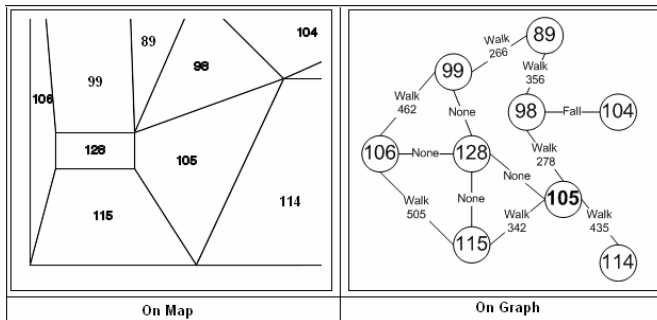 104
89
98
99
106
128
105
115
114
On Map
89
Walk
266
99
Walk
356
Walk
462
None
98
Fall
104
106
None
128
Walk
278
None
None
105
Walk
505
Walk
342
Walk
435
115
114
On Graph